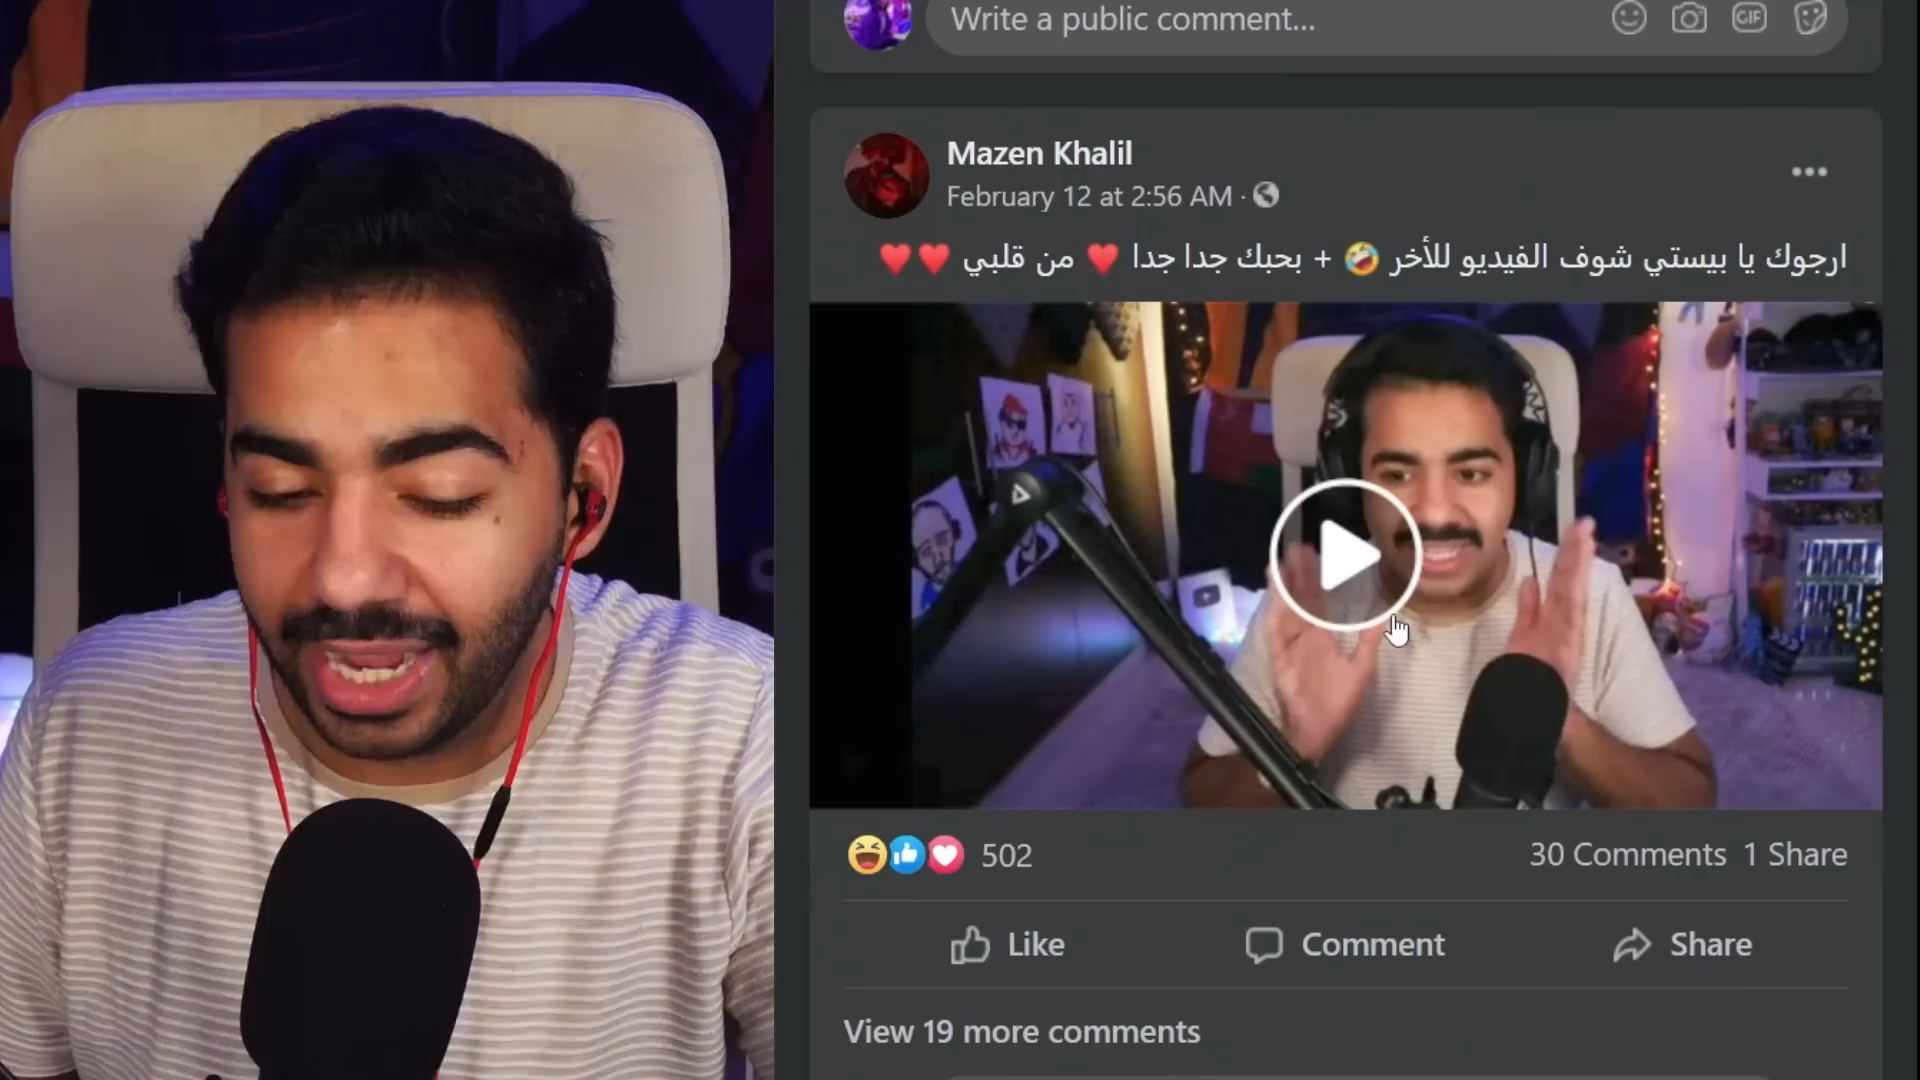 Write a public comment...
GIF
Mazen Khalil
February 12 at 2:56 AM ·
ارجوك يا بيستي شوف الفيديو للأخر 🤣 + بحبك جدا جدا ❤️ من قلبي ❤️❤️
502
30 Comments 1 Share
Like Comment Share
View 19 more comments